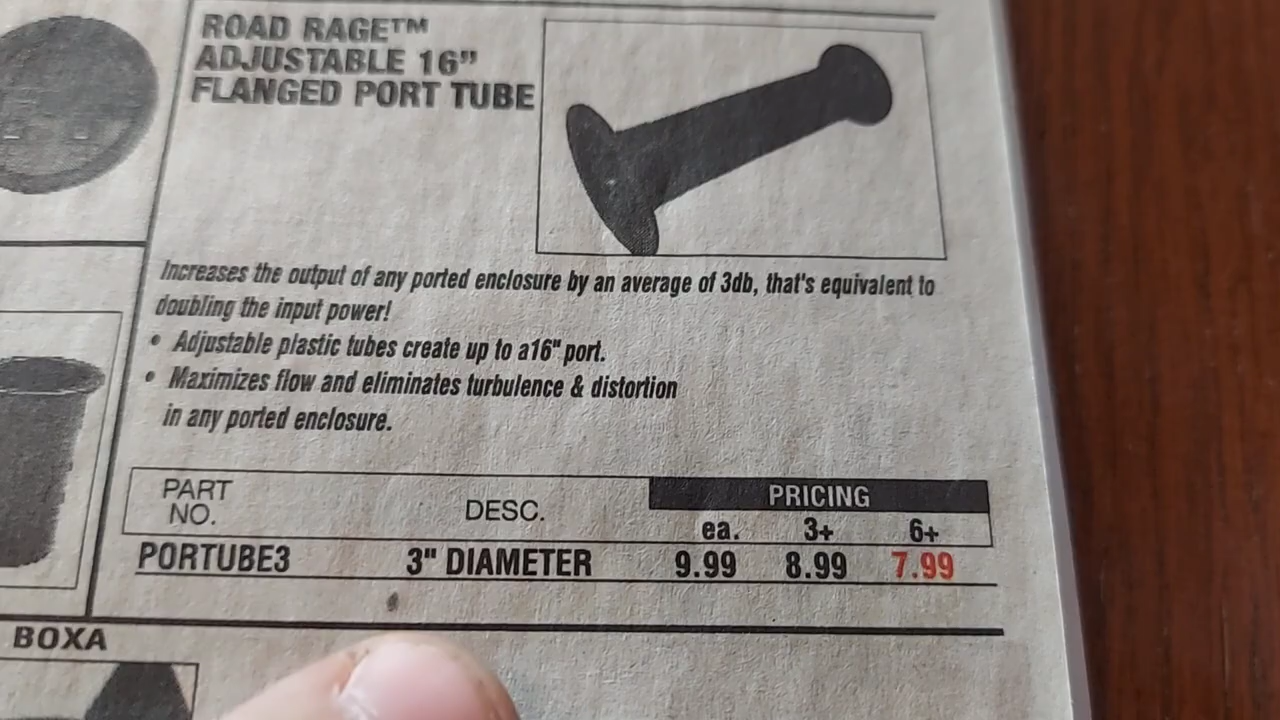 ROAD RAGE™
ADJUSTABLE 16"
FLANGED PORT TUBE
Increases the output of any ported enclosure by an average of 3db, that's equivalent to
doubling the input power!
• Adjustable plastic tubes create up to a16" port.
• Maximizes flow and eliminates turbulence & distortion
in any ported enclosure.
PART
NO.
DESC.
PRICING
ea. 3+ 6+
PORTUBE3 3" DIAMETER 9.99 8.99 7.99
BOXA